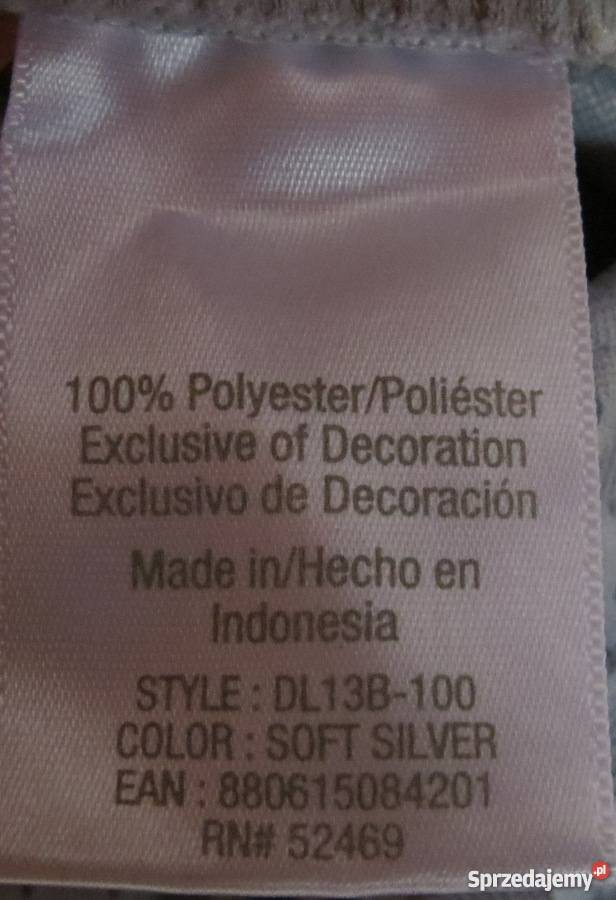 100% Polyester/Poliéster
Exclusive of Decoration
Exclusivo de Decoración
Made in/Hecho en
Indonesia
STYLE : DL13B-100
COLOR : SOFT SILVER
EAN : 880615084201
RN# 52469
Sprzedajemy.pl